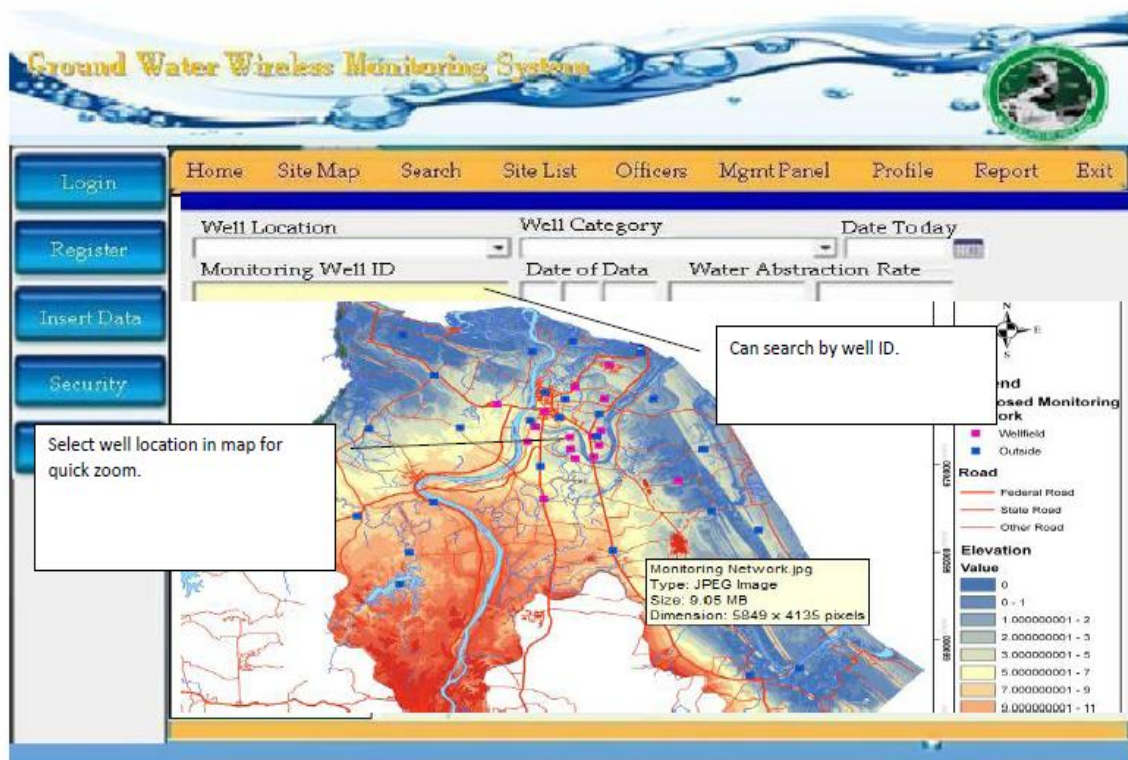 Ground Water Wireless Monitoring System
Login
Register
Insert Data
Security
Home Site Map Search Site List Officers Mgmt Panel Profile Report Exit
Well Location Well Category Date Today
Monitoring Well ID Date of Data Water Abstraction Rate
Can search by well ID.
Select well location in map for
quick zoom.
Monitoring Network.jpg
Type: JPEG Image
Size: 9.05 MB
Dimension: 5849 x 4135 pixels
N
E
S
end
osed Monitoring
ork
Wellfield
Outside
Road
Federal Road
State Road
Other Road
Elevation
Value
0
0 - 1
1.000000001 - 2
2.000000001 - 3
3.000000001 - 5
5.000000001 - 7
7.000000001 - 9
9.000000001 - 11
670000